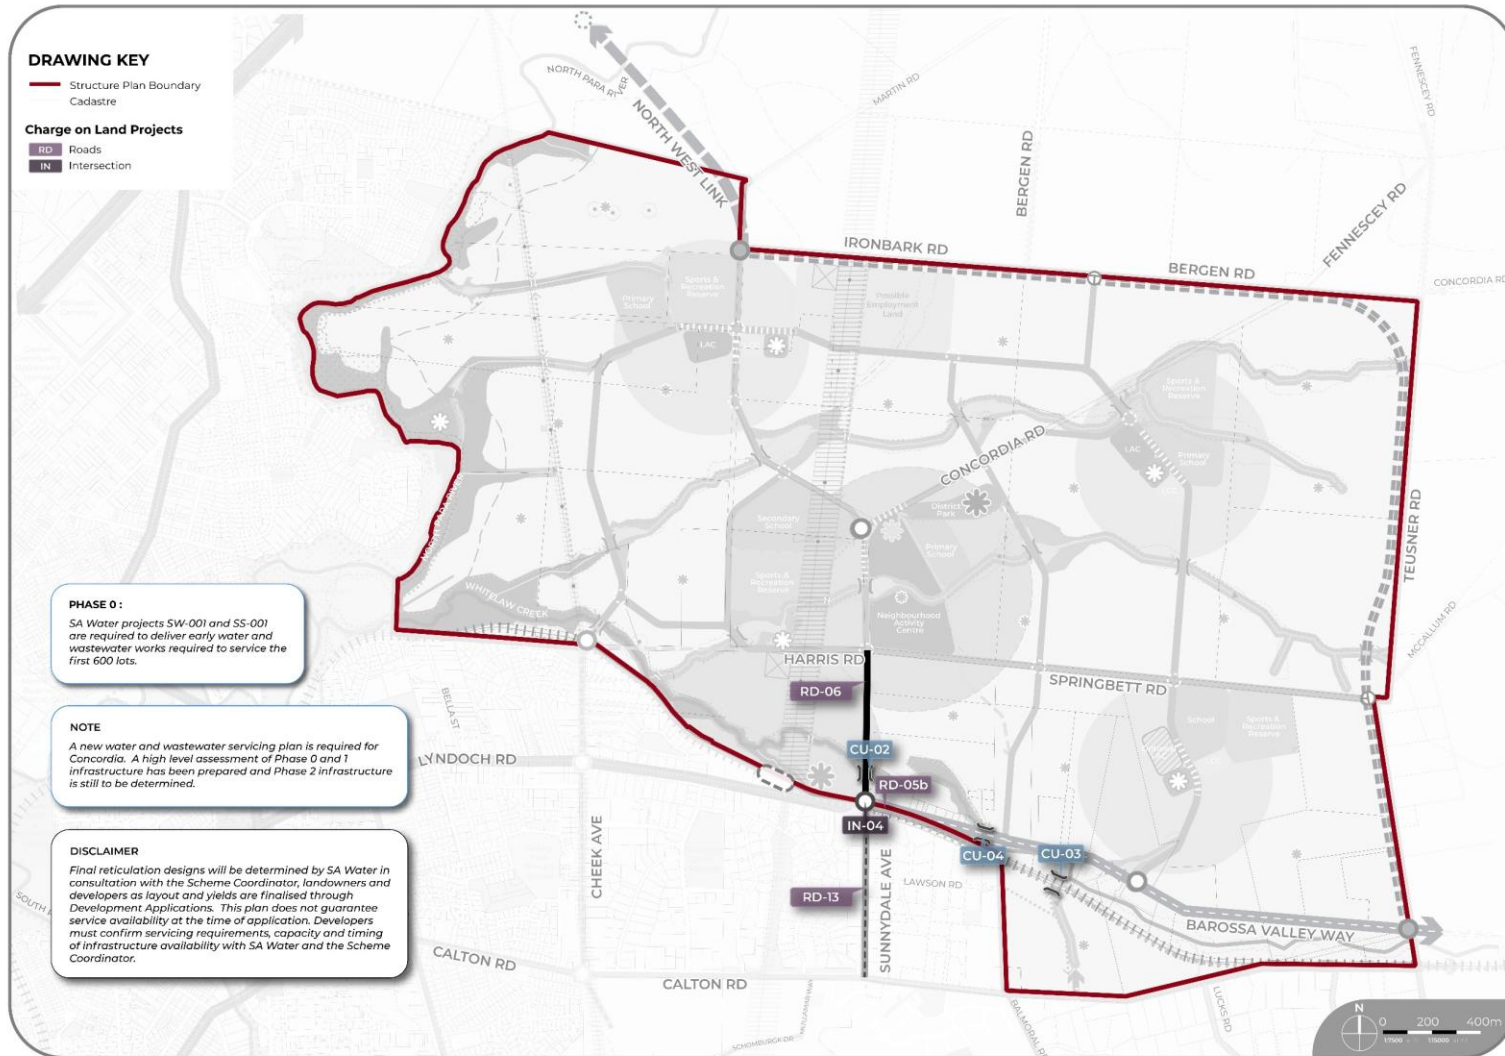 DRAWING KEY
Structure Plan Boundary
Cadastre
Charge on Land Projects
RD Roads
IN Intersection
NORTH PARA RIVER
NORTH WEST LINK
MARTIN RD
BERGEN RD
FENNESCEY RD
FENNESCEY RD
IRONBARK RD
BERGEN RD
CONCORDIA RD
Sports &
Recreation
Reserve
Primary
School
Possible
Employment
Land
LAC
Sports &
Recreation
Reserve
CONCORDIA RD
LAC
Primary
School
District
Park
Secondary
School
Primary
School
TEUSNER RD
NORTH PARA
Sports &
Recreation
Reserve
WHITELAW CREEK
Neighbourhood
Activity
Centre
MCCALLUM RD
PHASE 0 :
SA Water projects SW-001 and SS-001
are required to deliver early water and
wastewater works required to service the
first 600 lots.
HARRIS RD
SPRINGBETT RD
RD-06
School
Sports &
Recreation
Reserve
BELLA ST
NOTE
A new water and wastewater servicing plan is required for
Concordia. A high level assessment of Phase 0 and 1
infrastructure has been prepared and Phase 2 infrastructure
is still to be determined.
LYNDOCH RD
CU-02
RD-05b
IN-04
CU-04
CU-03
CHEEK AVE
SUNNYDALE AVE
LAWSON RD
RD-13
BAROSSA VALLEY WAY
DISCLAIMER
Final reticulation designs will be determined by SA Water in
consultation with the Scheme Coordinator, landowners and
developers as layout and yields are finalised through
Development Applications. This plan does not guarantee
service availability at the time of application. Developers
must confirm servicing requirements, capacity and timing
of infrastructure availability with SA Water and the Scheme
Coordinator.
CALTON RD
CALTON RD
BALMORAL RD
LUCKS RD
SCHOMBURGK DR
N
0 200 400m